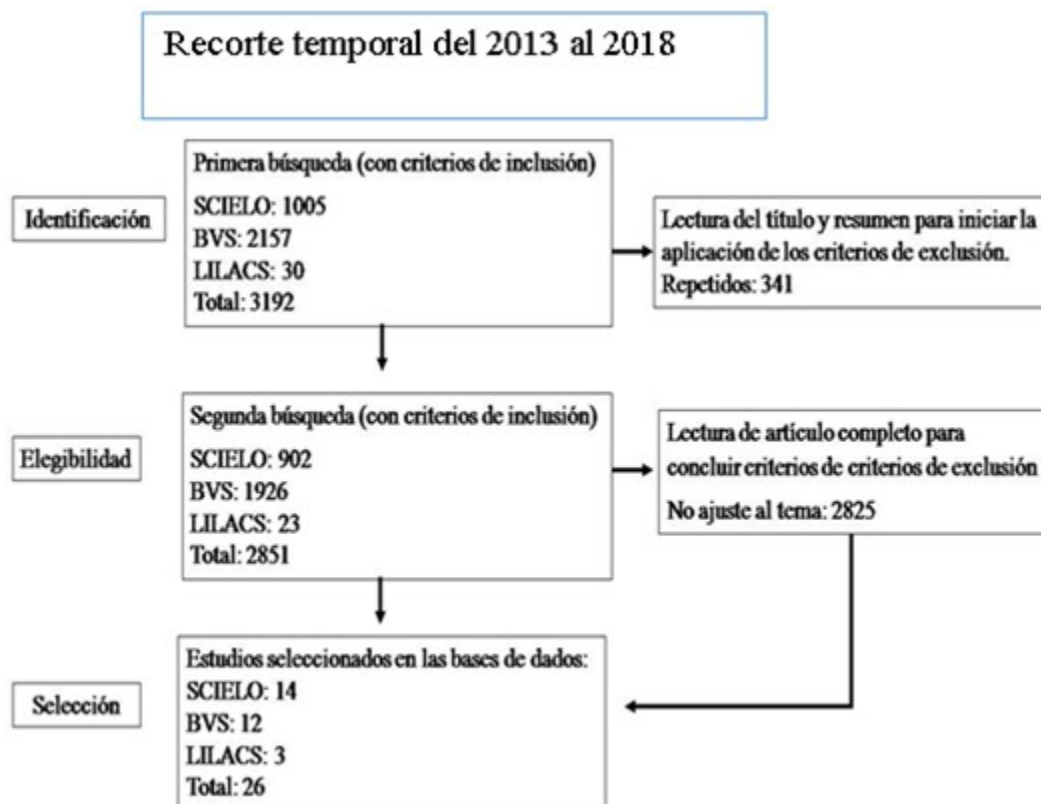 Recorte temporal del 2013 al 2018
Identificación
Primera búsqueda (con criterios de inclusión)
SCIELO: 1005
BVS: 2157
LILACS: 30
Total: 3192
Lectura del título y resumen para iniciar la
aplicación de los criterios de exclusión.
Repetidos: 341
Elegibilidad
Segunda búsqueda (con criterios de inclusión)
SCIELO: 902
BVS: 1926
LILACS: 23
Total: 2851
Lectura de artículo completo para
concluir criterios de criterios de exclusión
No ajuste al tema: 2825
Selección
Estudios seleccionados en las bases de dados:
SCIELO: 14
BVS: 12
LILACS: 3
Total: 26